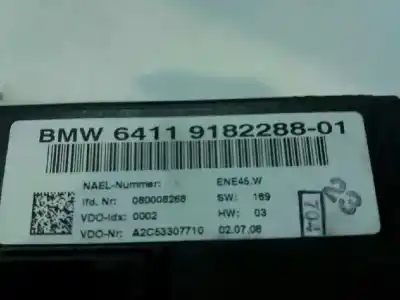 BMW 6411 9182288-01
NAEL-Nummer: ENE46.W
lfd. Nr: 080008268 SW: 169
VDO-Idx: 0002 HW: 03
VDO-Nr: A2C53307710 02.07.08
23
704